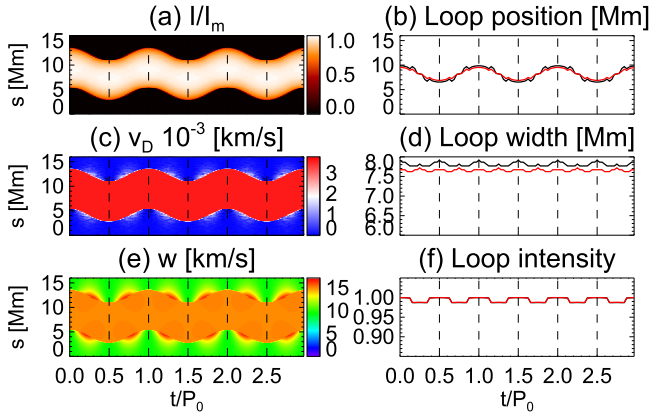 (a) I/Im
s [Mm]
15
10
5
0
1.0
0.5
0.0
(b) Loop position [Mm]
15
10
5
0
(c) vD 10-3 [km/s]
s [Mm]
15
10
5
0
3
2
1
0
(d) Loop width [Mm]
8.0
7.5
7.0
6.5
6.0
(e) w [km/s]
s [Mm]
15
10
5
0
15
10
5
0
(f) Loop intensity
1.00
0.95
0.90
0.0 0.5 1.0 1.5 2.0 2.5
t/P0
0.0 0.5 1.0 1.5 2.0 2.5
t/P0